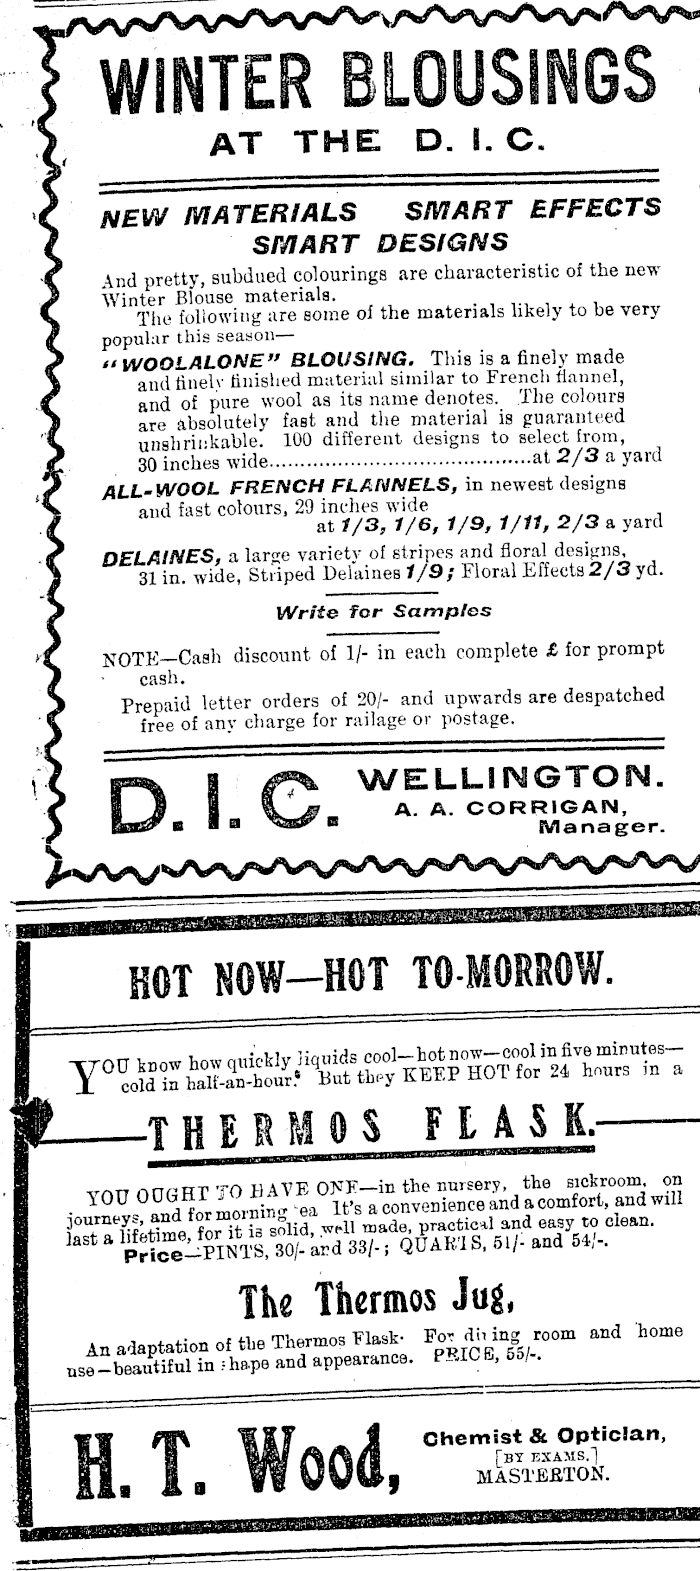 WINTER BLOUSINGS
AT THE D. I. C.
NEW MATERIALS SMART EFFECTS
SMART DESIGNS
And pretty, subdued colourings are characteristic of the new
Winter Blouse materials.
The following are some of the materials likely to be very
popular this season—
"WOOLALONE" BLOUSING. This is a finely made
and finely finished material similar to French flannel,
and of pure wool as its name denotes. The colours
are absolutely fast and the material is guaranteed
unshrinkable. 100 different designs to select from,
30 inches wide..........................................at 2/3 a yard
ALL-WOOL FRENCH FLANNELS, in newest designs
and fast colours, 29 inches wide
at 1/3, 1/6, 1/9, 1/11, 2/3 a yard
DELAINES, a large variety of stripes and floral designs,
31 in. wide, Striped Delaines 1/9; Floral Effects 2/3 yd.
Write for Samples
NOTE—Cash discount of 1/- in each complete £ for prompt
cash.
Prepaid letter orders of 20/- and upwards are despatched
free of any charge for railage or postage.
D. I. C. WELLINGTON.
A. A. CORRIGAN,
Manager.
HOT NOW—HOT TO-MORROW.
YOU know how quickly liquids cool—hot now—cool in five minutes—
cold in half-an-hour. But they KEEP HOT for 24 hours in a
THERMOS FLASK.
YOU OUGHT TO HAVE ONE—in the nursery, the sickroom, on
journeys, and for morning ea It's a convenience and a comfort, and will
last a lifetime, for it is solid, well made, practical and easy to clean.
Price—PINTS, 30/- and 33/-; QUARTS, 51/- and 54/-.
The Thermos Jug,
An adaptation of the Thermos Flask. For dining room and home
use—beautiful in shape and appearance. PRICE, 55/-.
H. T. Wood, Chemist & Optician,
[BY EXAMS.]
MASTERTON.